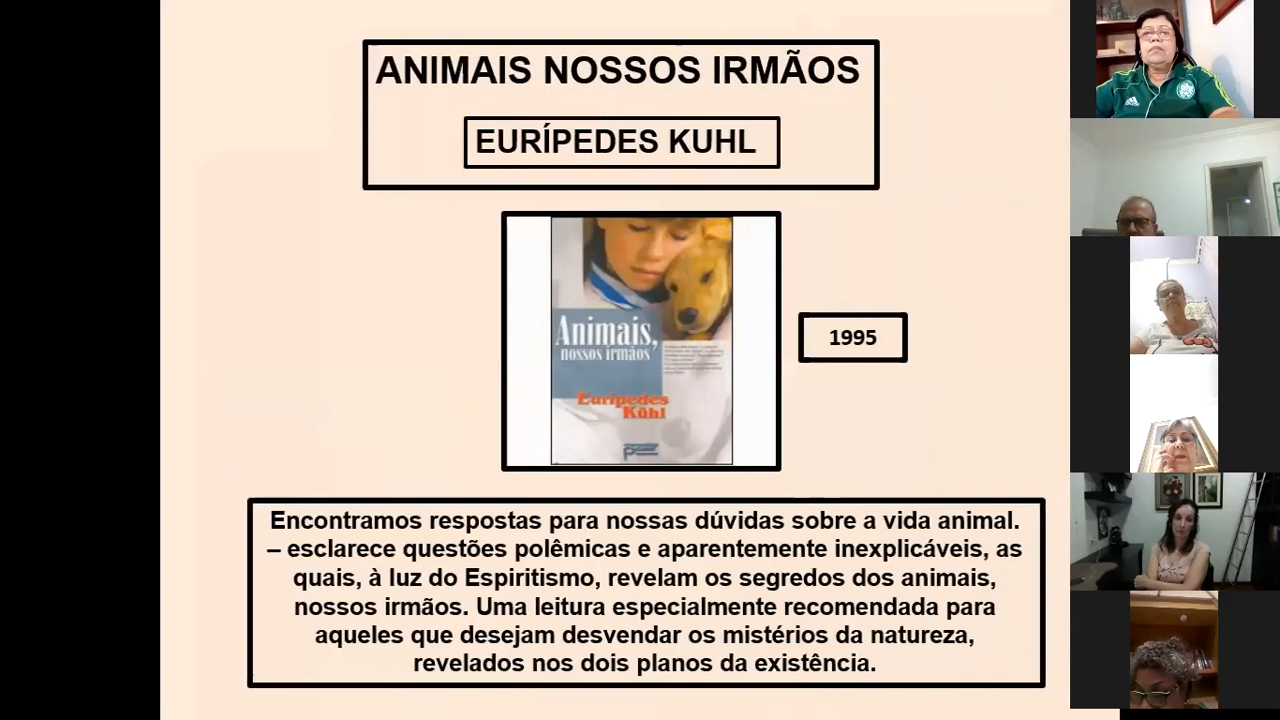 ANIMAIS NOSSOS IRMÃOS
EURÍPEDES KUHL
Animais,
nossos irmãos
Eurípedes
Kühl
1995
Encontramos respostas para nossas dúvidas sobre a vida animal.
– esclarece questões polêmicas e aparentemente inexplicáveis, as
quais, à luz do Espiritismo, revelam os segredos dos animais,
nossos irmãos. Uma leitura especialmente recomendada para
aqueles que desejam desvendar os mistérios da natureza,
revelados nos dois planos da existência.